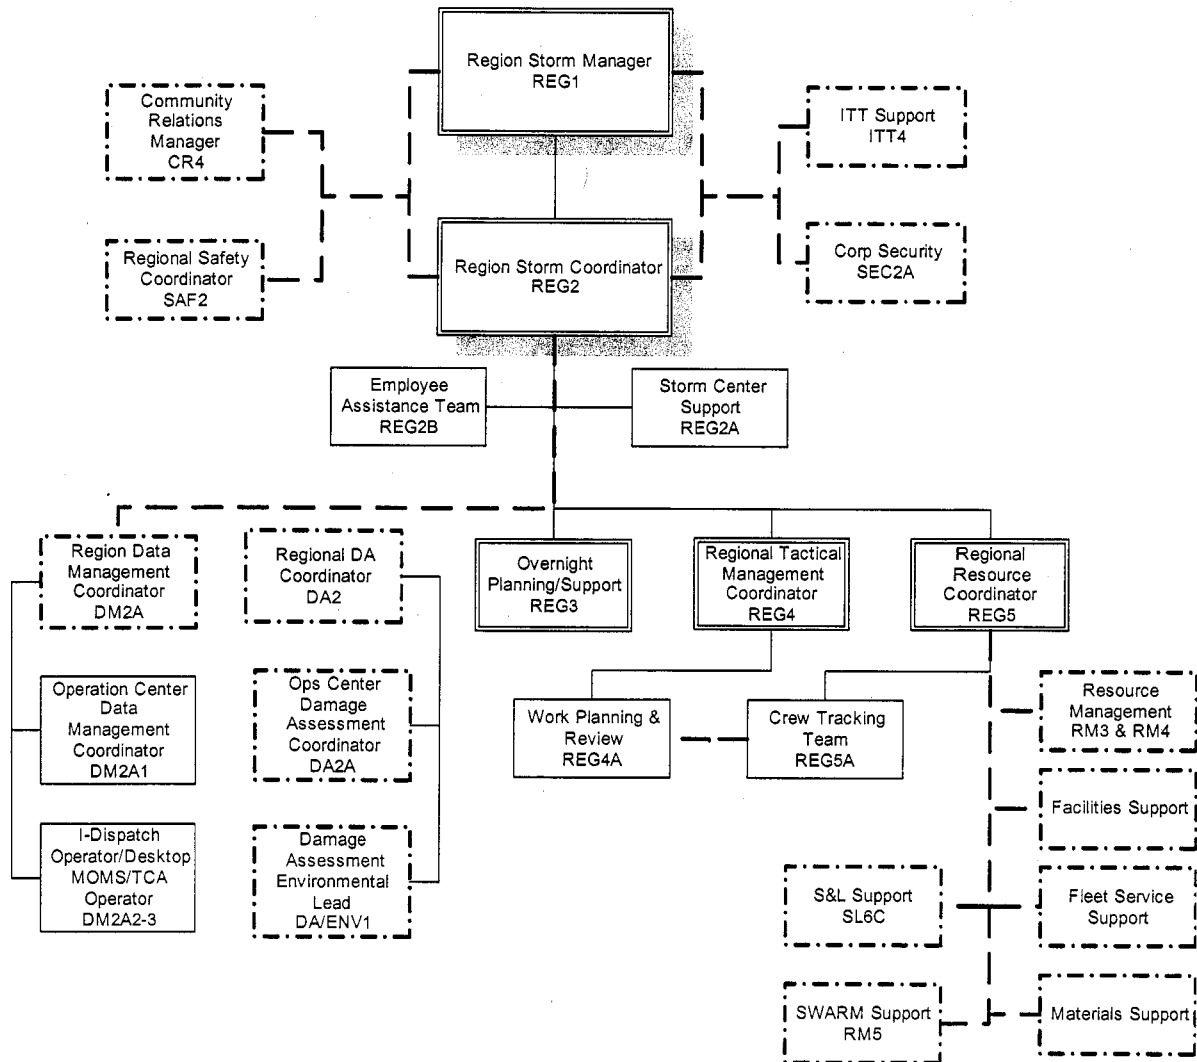 Region Storm Manager
REG1
Community
Relations
Manager
CR4
ITT Support
ITT4
Regional Safety
Coordinator
SAF2
Region Storm Coordinator
REG2
Corp Security
SEC2A
Employee
Assistance Team
REG2B
Storm Center
Support
REG2A
Region Data
Management
Coordinator
DM2A
Regional DA
Coordinator
DA2
Overnight
Planning/Support
REG3
Regional Tactical
Management
Coordinator
REG4
Regional
Resource
Coordinator
REG5
Operation Center
Data
Management
Coordinator
DM2A1
Ops Center
Damage
Assessment
Coordinator
DA2A
Work Planning &
Review
REG4A
Crew Tracking
Team
REG5A
Resource
Management
RM3 & RM4
Facilities Support
I-Dispatch
Operator/Desktop
MOMS/TCA
Operator
DM2A2-3
Damage
Assessment
Environmental
Lead
DA/ENV1
S&L Support
SL6C
Fleet Service
Support
SWARM Support
RM5
Materials Support